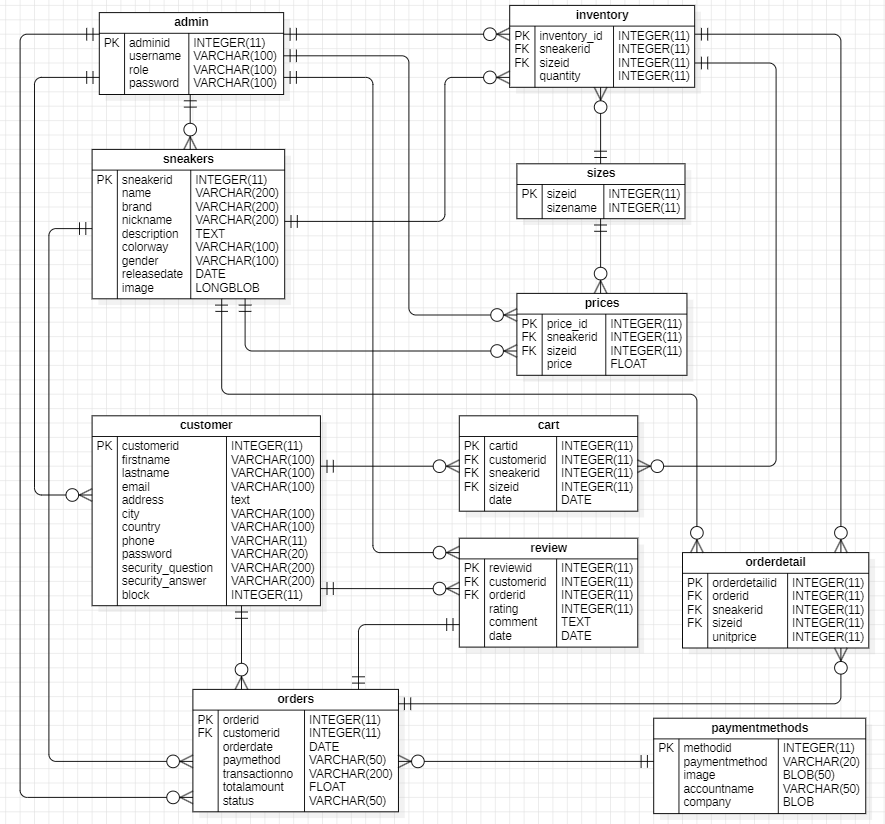 admin
PK adminid INTEGER(11)
username VARCHAR(100)
role VARCHAR(100)
password VARCHAR(100)
inventory
PK inventory_id INTEGER(11)
FK sneakerid INTEGER(11)
FK sizeid INTEGER(11)
quantity INTEGER(11)
sneakers
PK sneakerid INTEGER(11)
name VARCHAR(200)
brand VARCHAR(200)
nickname VARCHAR(200)
description TEXT
colorway VARCHAR(100)
gender VARCHAR(100)
releasedate DATE
image LONGBLOB
sizes
PK sizeid INTEGER(11)
sizename INTEGER(11)
prices
PK price_id INTEGER(11)
FK sneakerid INTEGER(11)
FK sizeid INTEGER(11)
price FLOAT
customer
PK customerid INTEGER(11)
firstname VARCHAR(100)
lastname VARCHAR(100)
email VARCHAR(100)
address text
city VARCHAR(100)
country VARCHAR(100)
phone VARCHAR(11)
password VARCHAR(20)
security_question VARCHAR(200)
security_answer VARCHAR(200)
block INTEGER(11)
cart
PK cartid INTEGER(11)
FK customerid INTEGER(11)
FK sneakerid INTEGER(11)
FK sizeid INTEGER(11)
date DATE
review
PK reviewid INTEGER(11)
FK customerid INTEGER(11)
FK orderid INTEGER(11)
rating INTEGER(11)
comment TEXT
date DATE
orderdetail
PK orderdetailid INTEGER(11)
FK orderid INTEGER(11)
FK sneakerid INTEGER(11)
FK sizeid INTEGER(11)
unitprice INTEGER(11)
orders
PK orderid INTEGER(11)
FK customerid INTEGER(11)
orderdate DATE
paymethod VARCHAR(50)
transactionno VARCHAR(200)
totalamount FLOAT
status VARCHAR(50)
paymentmethods
PK methodid INTEGER(11)
paymentmethod VARCHAR(20)
image BLOB(50)
accountname VARCHAR(50)
company BLOB